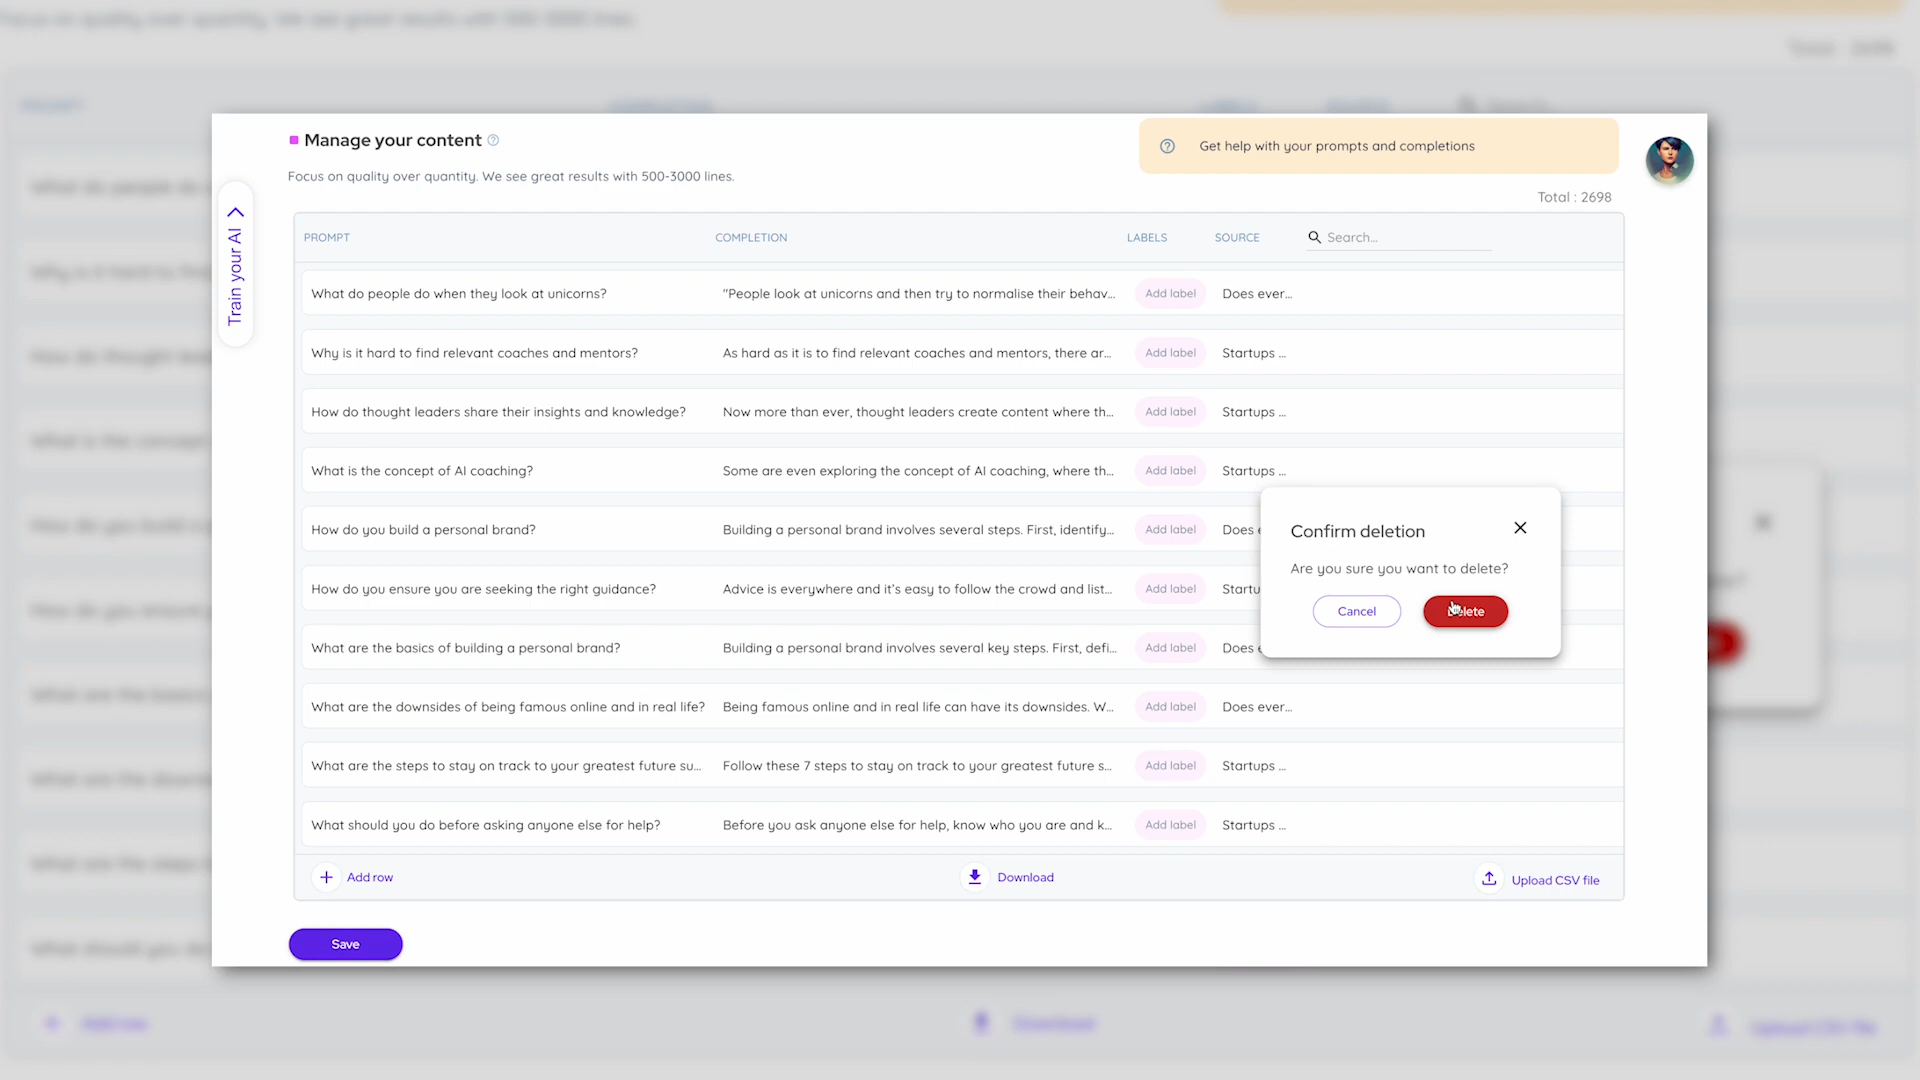 Manage your content
Get help with your prompts and completions
Focus on quality over quantity. We see great results with 500-3000 lines.
Total : 2698
Train your AI
PROMPT COMPLETION LABELS SOURCE Search...
What do people do when they look at unicorns? "People look at unicorns and then try to normalise their behav... Add label Does ever...
Why is it hard to find relevant coaches and mentors? As hard as it is to find relevant coaches and mentors, there ar... Add label Startups ...
How do thought leaders share their insights and knowledge? Now more than ever, thought leaders create content where th... Add label Startups ...
What is the concept of AI coaching? Some are even exploring the concept of AI coaching, where th... Add label Startups ...
How do you build a personal brand? Building a personal brand involves several steps. First, identify... Add label Does
How do you ensure you are seeking the right guidance? Advice is everywhere and it's easy to follow the crowd and list... Add label Startu
What are the basics of building a personal brand? Building a personal brand involves several key steps. First, defi... Add label Does
What are the downsides of being famous online and in real life? Being famous online and in real life can have its downsides. W... Add label Does ever...
What are the steps to stay on track to your greatest future su... Follow these 7 steps to stay on track to your greatest future s... Add label Startups ...
What should you do before asking anyone else for help? Before you ask anyone else for help, know who you are and k... Add label Startups ...
Confirm deletion
Are you sure you want to delete?
Cancel Delete
Add row Download Upload CSV file
Save